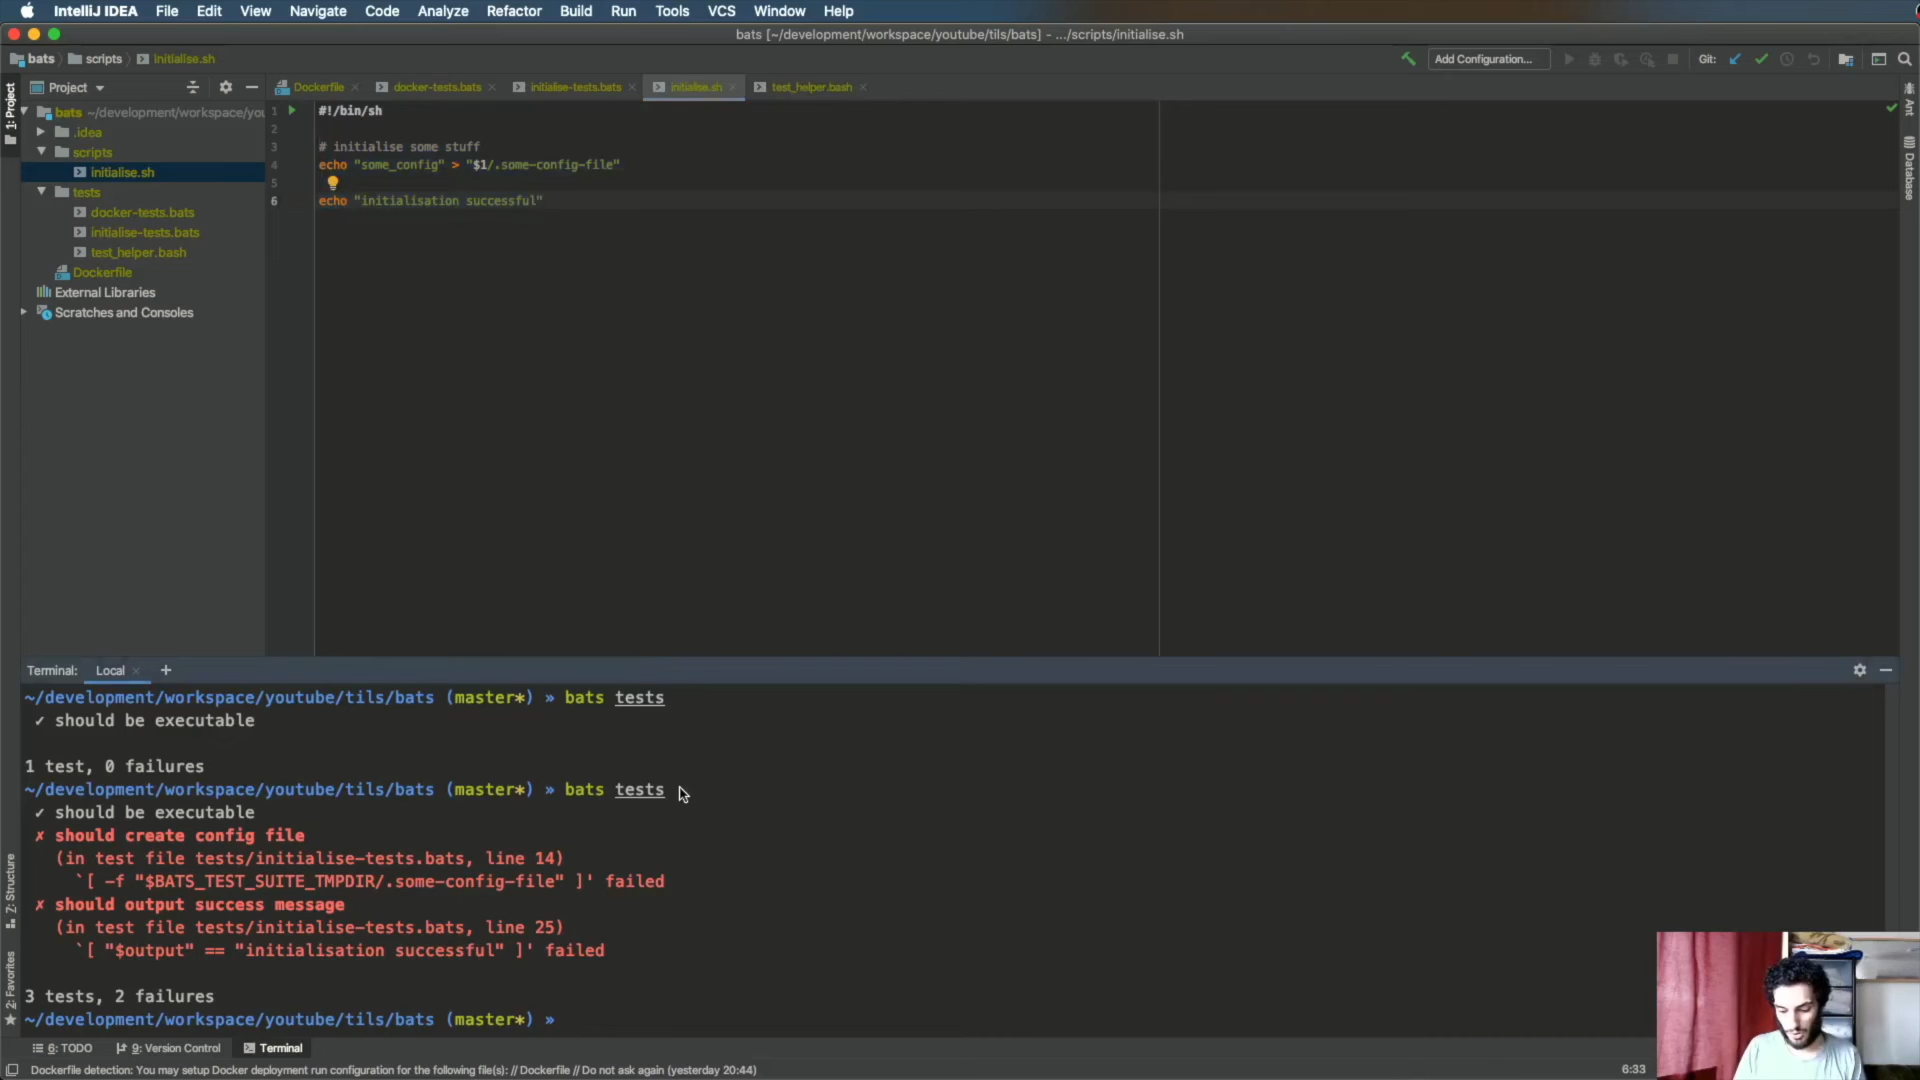 IntelliJ IDEA File Edit View Navigate Code Analyze Refactor Build Run Tools VCS Window Help
bats [~/development/workspace/youtube/tils/bats] - .../scripts/initialise.sh
bats scripts initialise.sh
Add Configuration...
Git:
Project
Dockerfile
docker-tests.bats
initialise-tests.bats
initialise.sh
test_helper.bash
1: Project
bats ~/development/workspace/you
.idea
scripts
initialise.sh
tests
docker-tests.bats
initialise-tests.bats
test_helper.bash
Dockerfile
External Libraries
Scratches and Consoles
1 #!/bin/sh
2
3 # initialise some stuff
4 echo "some_config" > "$1/.some-config-file"
5
6 echo "initialisation successful"
Ant
Database
Terminal: Local +
~/development/workspace/youtube/tils/bats (master*) » bats tests
✓ should be executable
1 test, 0 failures
~/development/workspace/youtube/tils/bats (master*) » bats tests
✓ should be executable
✗ should create config file
(in test file tests/initialise-tests.bats, line 14)
`[ -f "$BATS_TEST_SUITE_TMPDIR/.some-config-file" ]' failed
✗ should output success message
(in test file tests/initialise-tests.bats, line 25)
`[ "$output" == "initialisation successful" ]' failed
3 tests, 2 failures
~/development/workspace/youtube/tils/bats (master*) »
Z: Structure
2: Favorites
6: TODO
9: Version Control
Terminal
Dockerfile detection: You may setup Docker deployment run configuration for the following file(s): // Dockerfile // Do not ask again (yesterday 20:44)
6:33